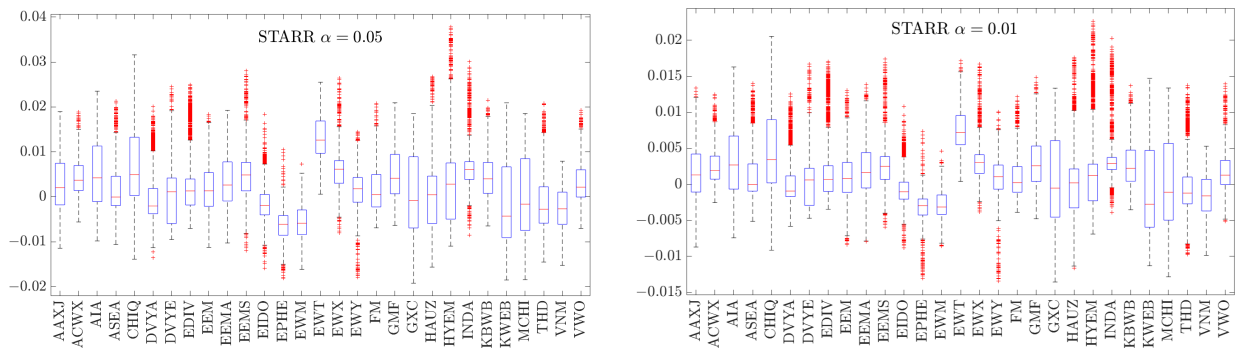 STARR α = 0.05
0.04
0.03
0.02
0.01
0
−0.01
−0.02
AAXJ
ACWX
AIA
ASEA
CHIQ
DVYA
DVYE
EDIV
EEM
EEMA
EEMS
EIDO
EPHE
EWM
EWT
EWX
EWY
FM
GMF
GXC
HAUZ
HYEM
INDA
KBWB
KWEB
MCHI
THD
VNM
VWO
STARR α = 0.01
0.02
0.015
0.01
0.005
0
−0.005
−0.01
−0.015
AAXJ
ACWX
AIA
ASEA
CHIQ
DVYA
DVYE
EDIV
EEM
EEMA
EEMS
EIDO
EPHE
EWM
EWT
EWX
EWY
FM
GMF
GXC
HAUZ
HYEM
INDA
KBWB
KWEB
MCHI
THD
VNM
VWO